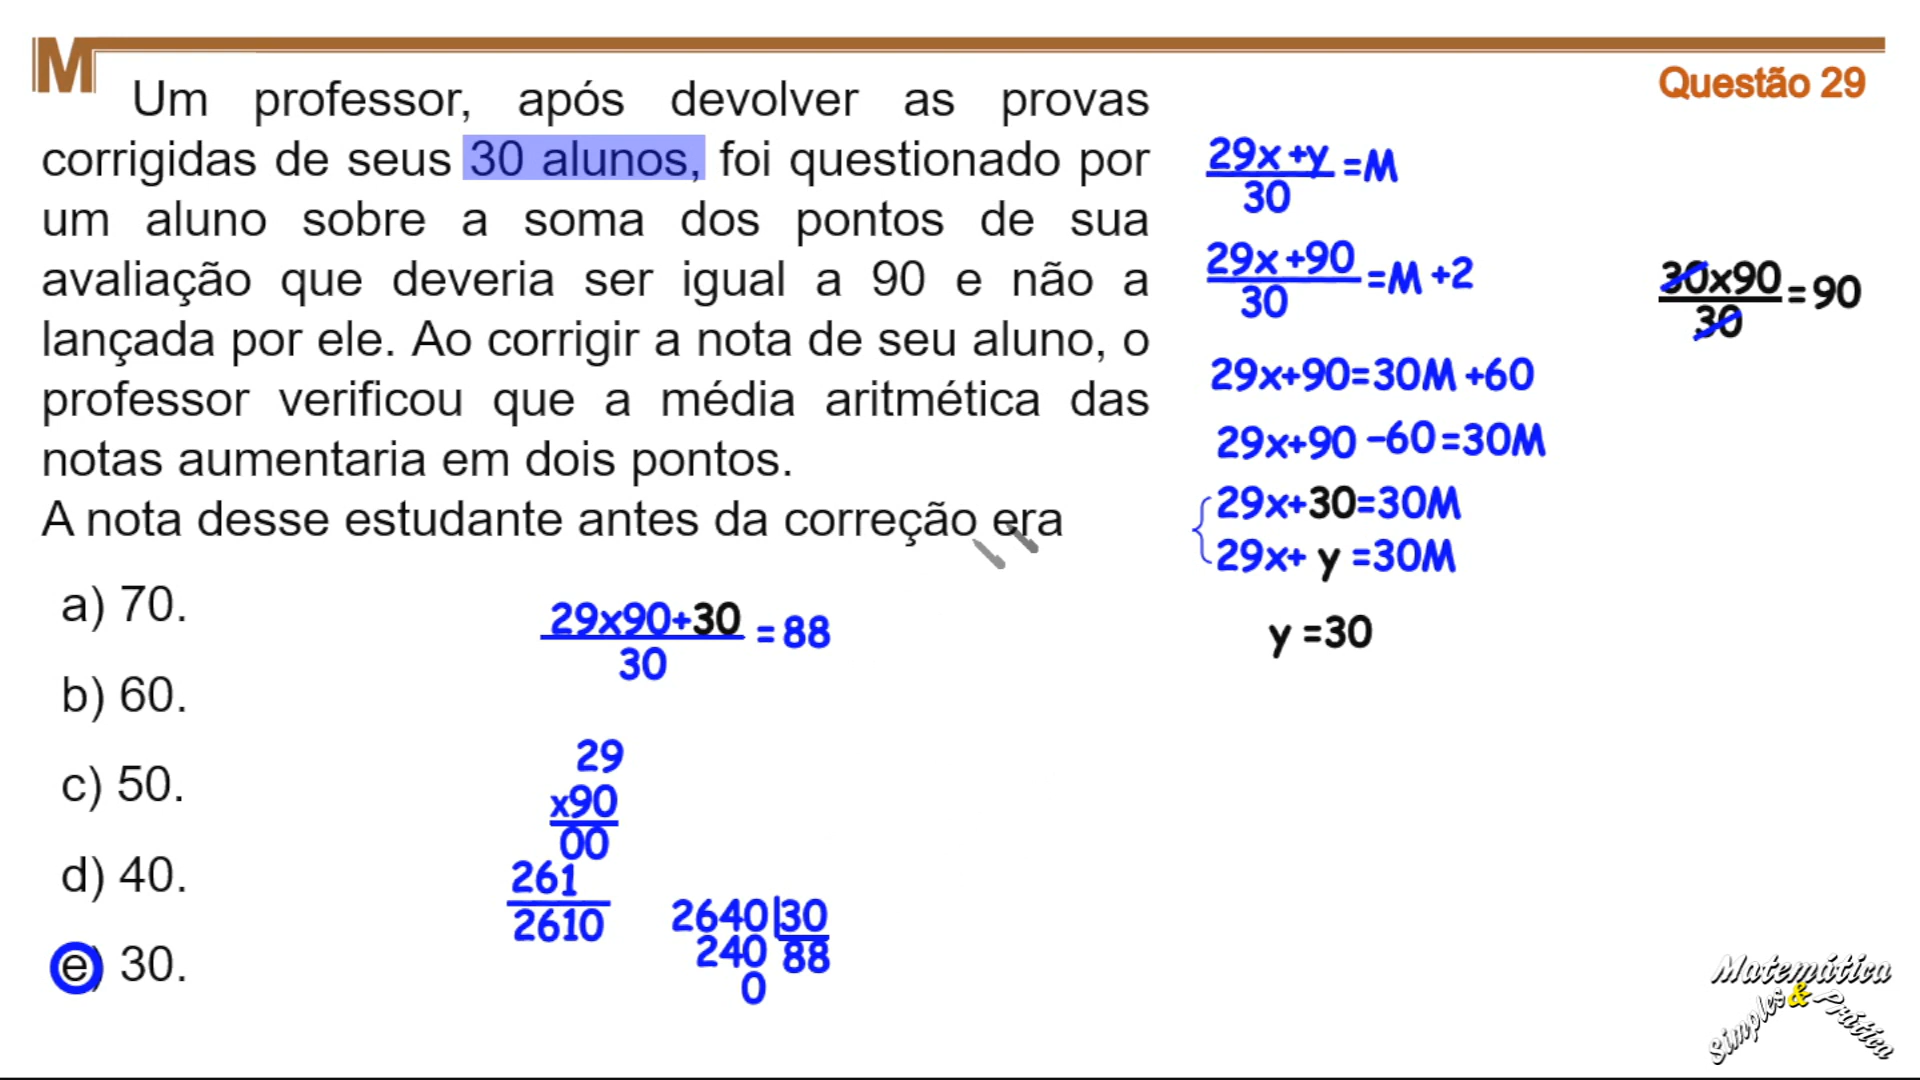 M
Questão 29
Um professor, após devolver as provas
corrigidas de seus 30 alunos, foi questionado por
um aluno sobre a soma dos pontos de sua
avaliação que deveria ser igual a 90 e não a
lançada por ele. Ao corrigir a nota de seu aluno, o
professor verificou que a média aritmética das
notas aumentaria em dois pontos.
A nota desse estudante antes da correção era
a) 70.
b) 60.
c) 50.
d) 40.
e) 30.
29x90+30
30
=88
29
x90
00
261
2610
2640 30
240 88
0
29x+y
30
=M
29x+90
30
=M+2
29x+90=30M+60
29x+90-60=30M
29x+30=30M
29x+ y =30M
y =30
30x90
30
=90
Matemática
Simples & Prática